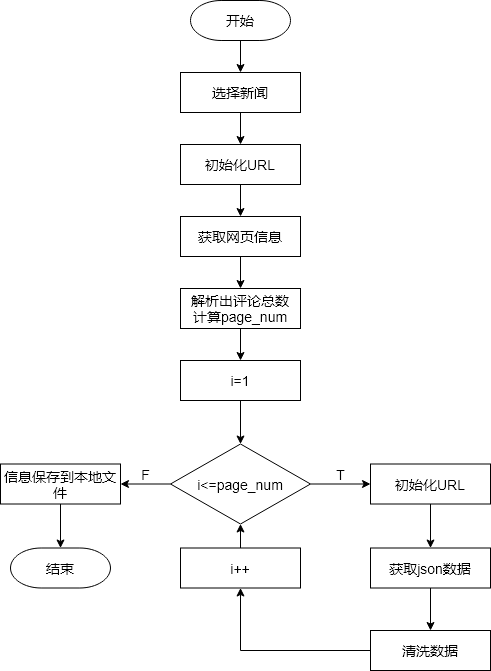 开始
选择新闻
初始化URL
获取网页信息
解析出评论总数
计算page_num
i=1
i<=page_num
F
T
信息保存到本地文
件
结束
初始化URL
获取json数据
清洗数据
i++